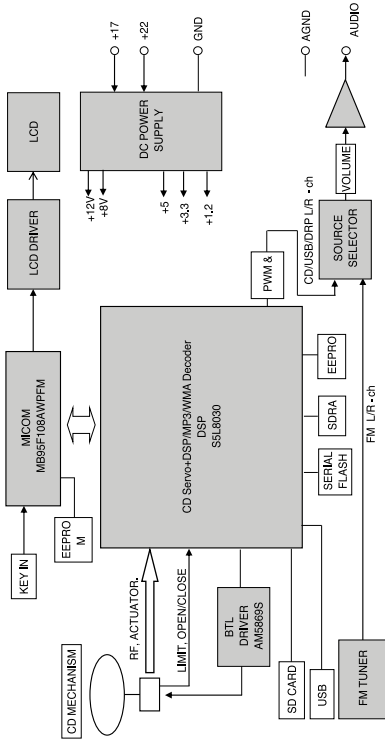 KEY IN
MICOM
MB95F108AWPFM
LCD DRIVER
LCD
EEPRO
M
CD MECHANISM
RF, ACTUATOR.
LIMIT, OPEN/CLOSE
CD Servo+DSP/MP3/WMA Decoder
DSP
S5L8030
BTL
DRIVER
AM5869S
SD CARD
USB
FM TUNER
SERIAL
FLASH
SDRA
EEPRO
PWM &
CD/USB/DRP L/R - ch
FM L/R - ch
SOURCE
SELECTOR
VOLUME
AUDIO
AGND
DC POWER
SUPPLY
+12V
+8V
+5
+3.3
+1.2
+17
+22
GND